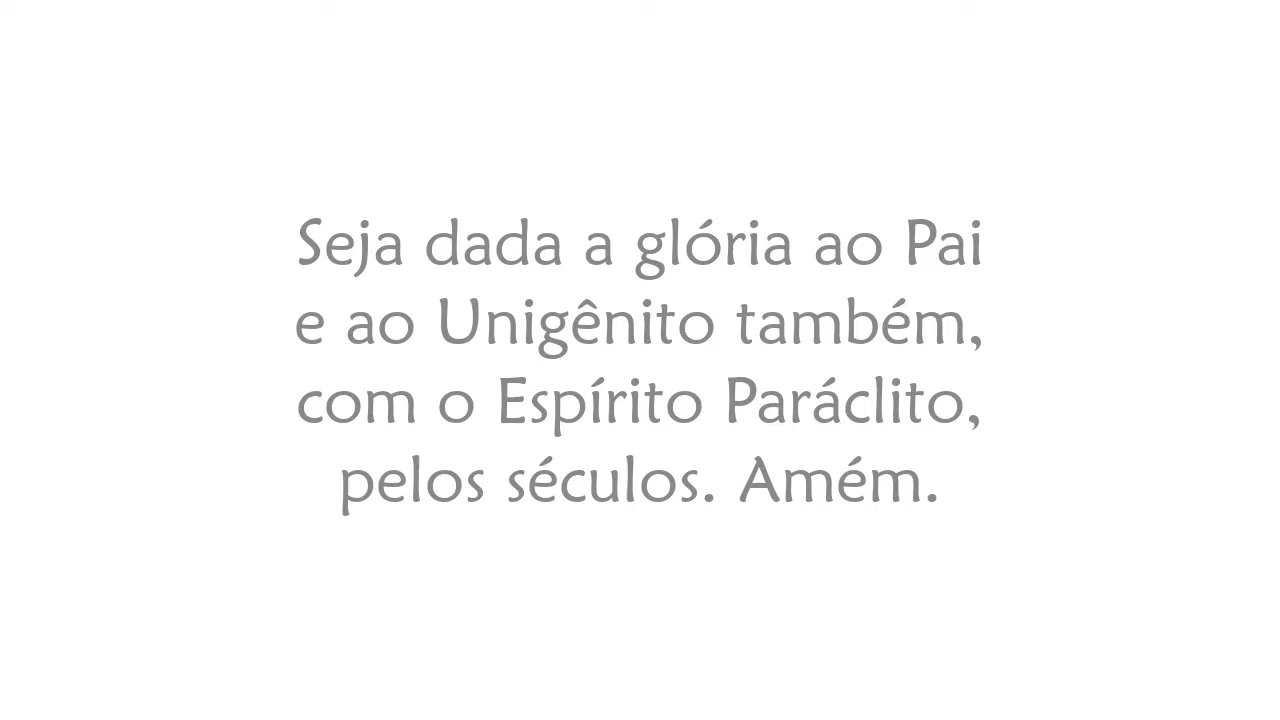 Seja dada a glória ao Pai
e ao Unigênito também,
com o Espírito Paráclito,
pelos séculos. Amém.